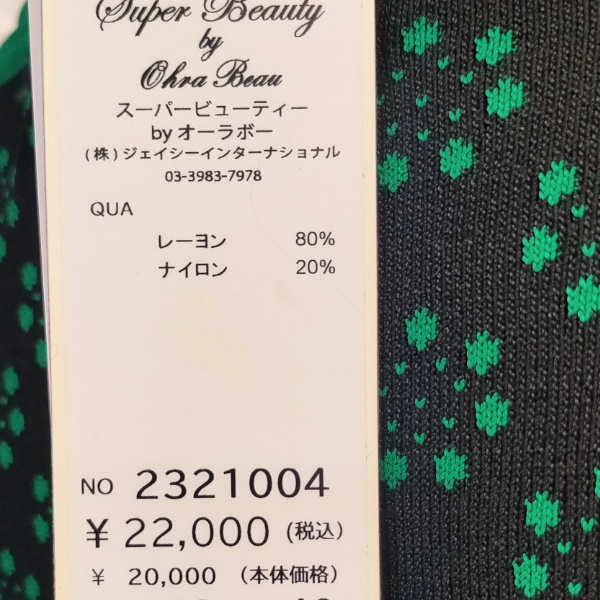 Super Beauty
by
Ohra Beau
スーパービューティー
by オーラボー
(株)ジェイシーインターナショナル
03-3983-7978
QUA
レーヨン 80%
ナイロン 20%
NO 2321004
¥ 22,000 (税込)
¥ 20,000 (本体価格)